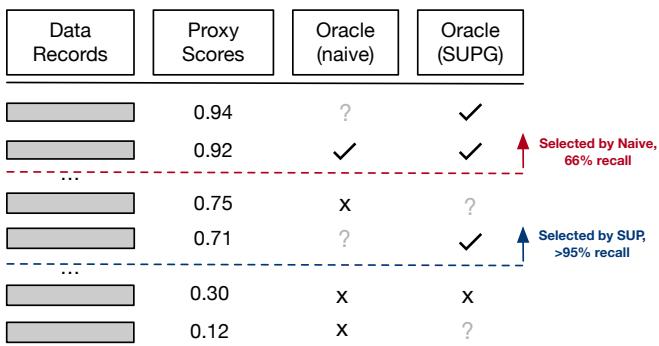 Data
Records
Proxy
Scores
Oracle
(naive)
Oracle
(SUPG)
0.94 ? ✓
0.92 ✓ ✓
Selected by Naive,
66% recall
...
0.75 x ?
0.71 ? ✓
Selected by SUP,
>95% recall
...
0.30 x x
0.12 x ?